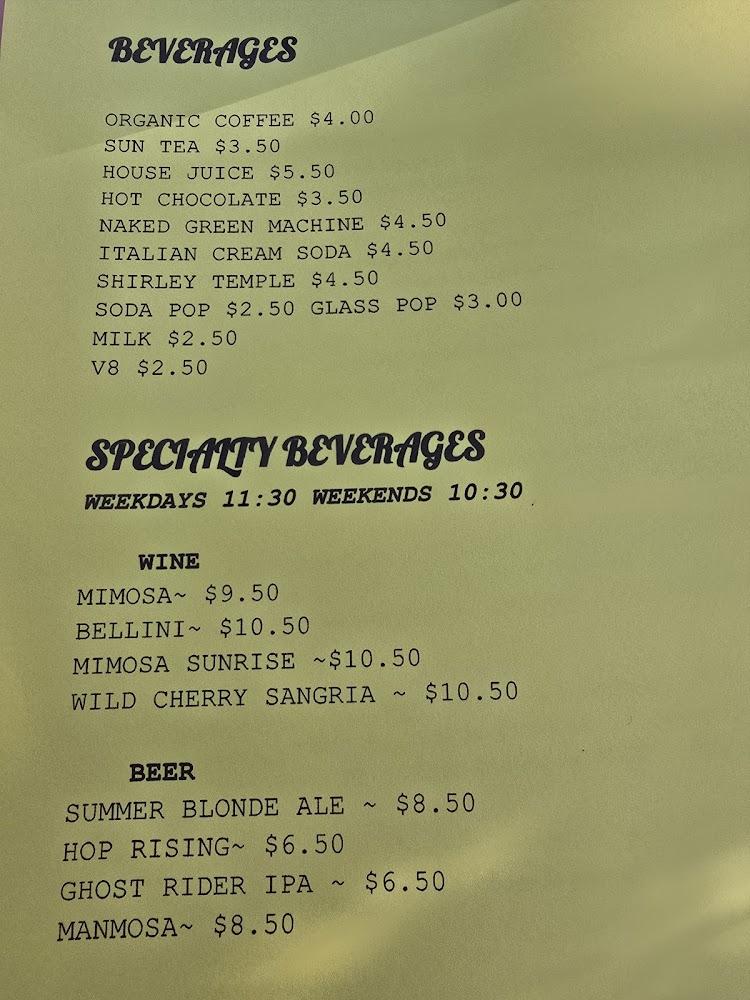 BEVERAGES
ORGANIC COFFEE $4.00
SUN TEA $3.50
HOUSE JUICE $5.50
HOT CHOCOLATE $3.50
NAKED GREEN MACHINE $4.50
ITALIAN CREAM SODA $4.50
SHIRLEY TEMPLE $4.50
SODA POP $2.50 GLASS POP $3.00
MILK $2.50
V8 $2.50
SPECIALTY BEVERAGES
WEEKDAYS 11:30 WEEKENDS 10:30
WINE
MIMOSA~ $9.50
BELLINI~ $10.50
MIMOSA SUNRISE ~$10.50
WILD CHERRY SANGRIA ~ $10.50
BEER
SUMMER BLONDE ALE ~ $8.50
HOP RISING~ $6.50
GHOST RIDER IPA ~ $6.50
MANMOSA~ $8.50